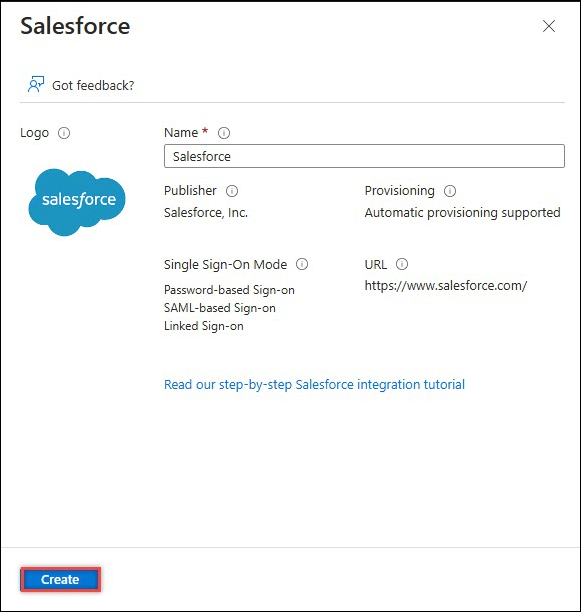 Salesforce
Got feedback?
Logo
Name *
Salesforce
salesforce
Publisher
Provisioning
Salesforce, Inc.
Automatic provisioning supported
Single Sign-On Mode
URL
Password-based Sign-on
https://www.salesforce.com/
SAML-based Sign-on
Linked Sign-on
Read our step-by-step Salesforce integration tutorial
Create